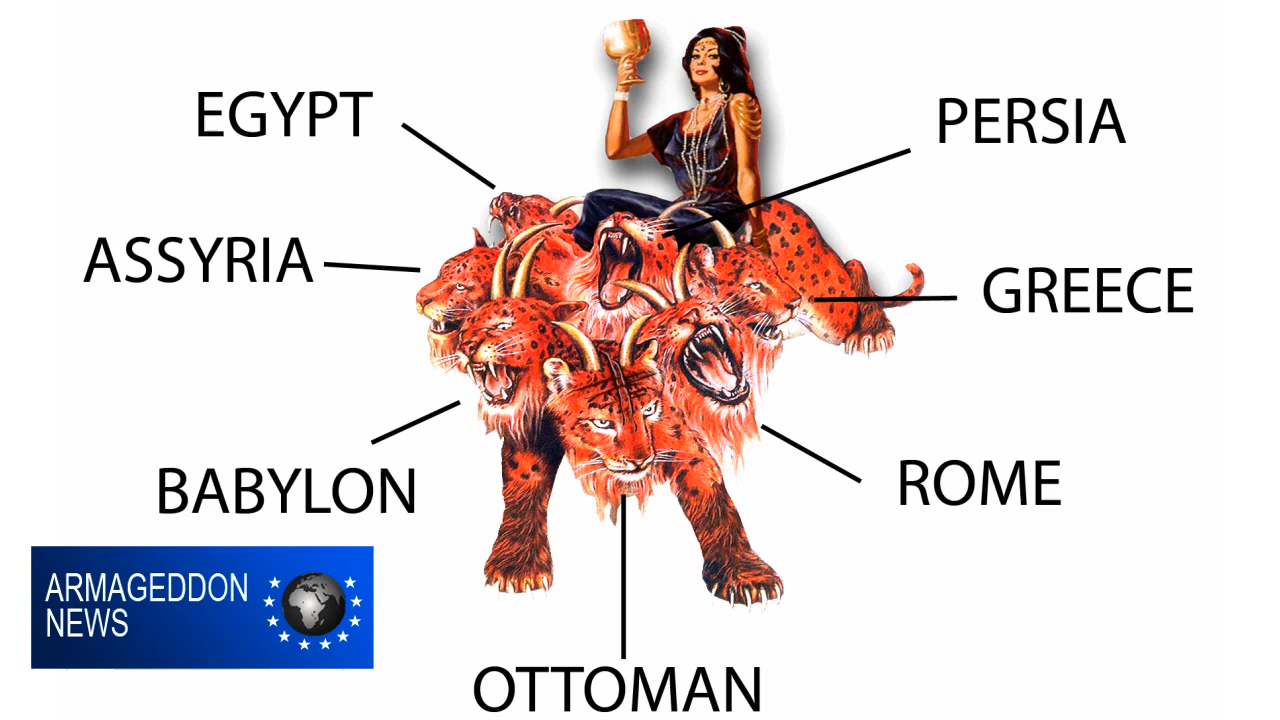 EGYPT
PERSIA
ASSYRIA
GREECE
BABYLON
ROME
ARMAGEDDON
NEWS
OTTOMAN